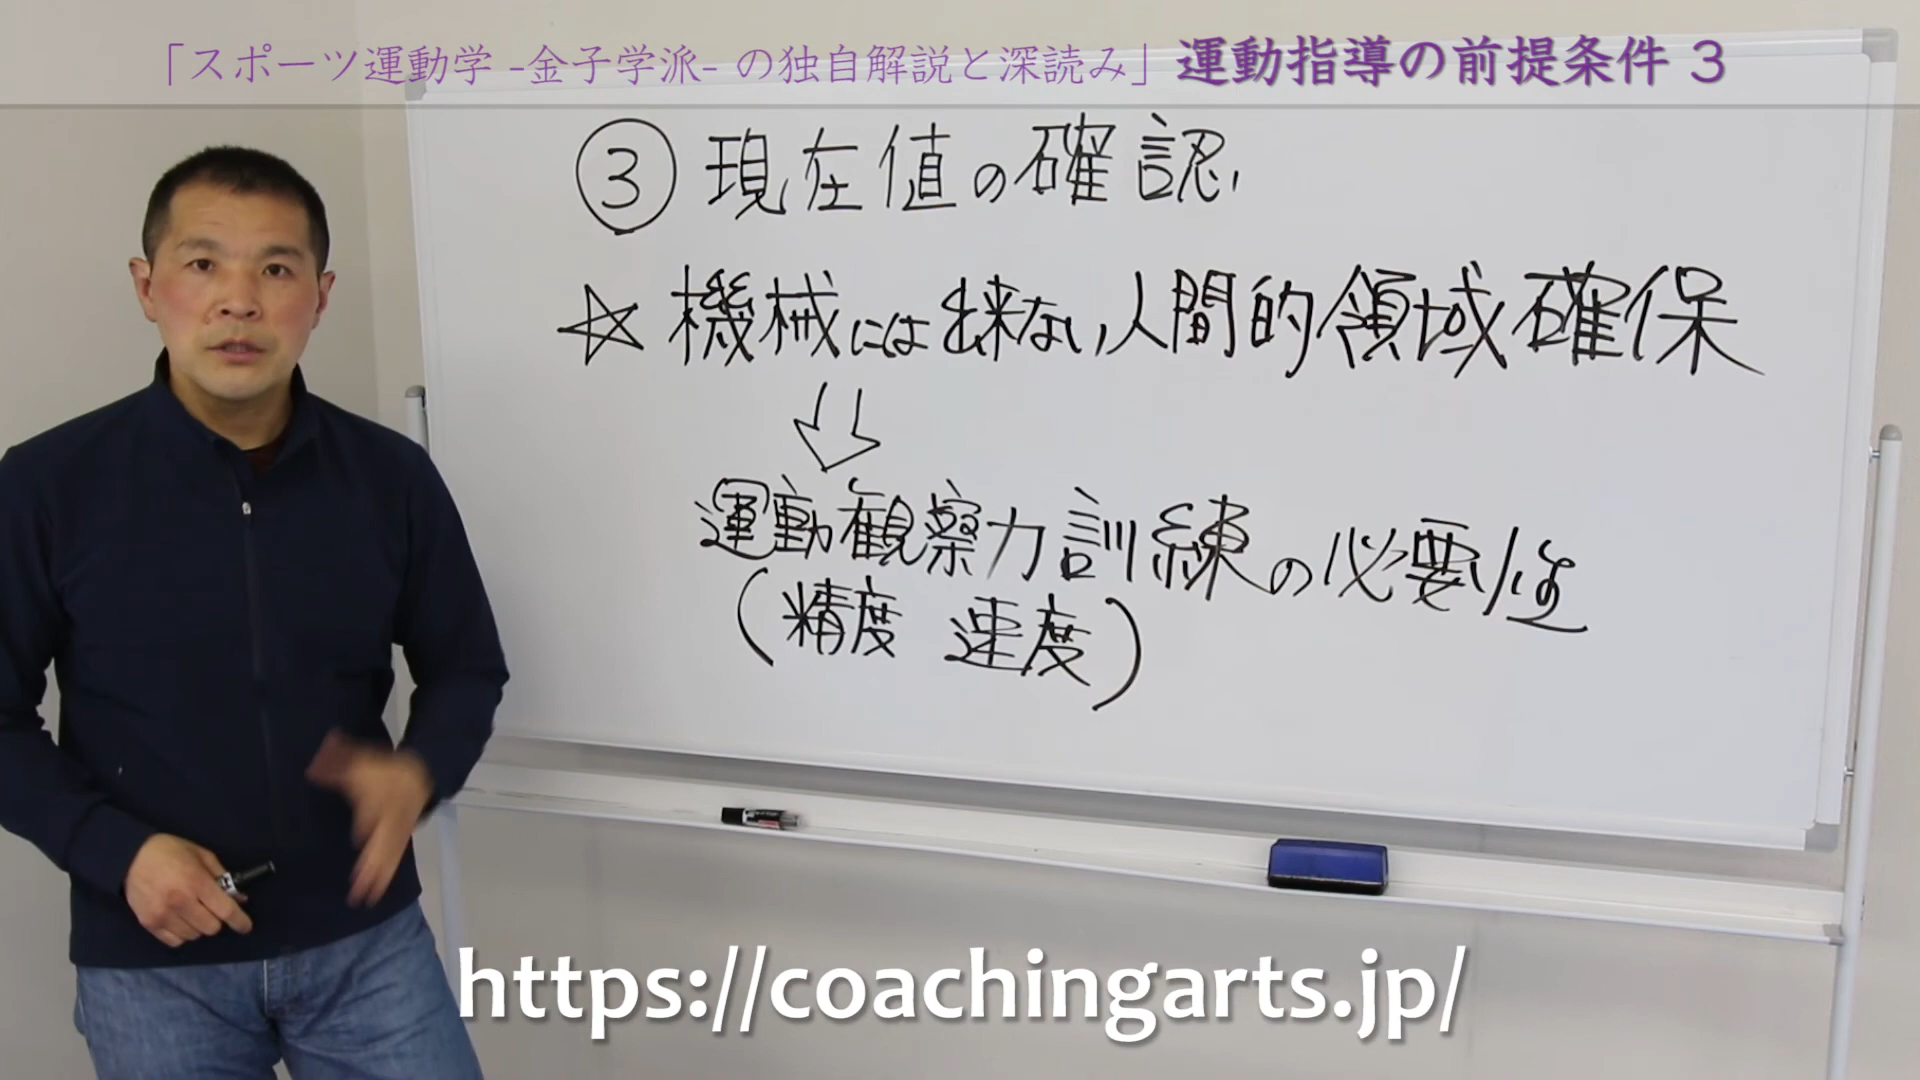 「スポーツ運動学 -金子学派- の独自解説と深読み」運動指導の前提条件 3
③ 現在値の確認
☆ 機械には出来ない人間的領域確保
⇓
運動観察力訓練の必要性
(精度 速度)
https://coachingarts.jp/